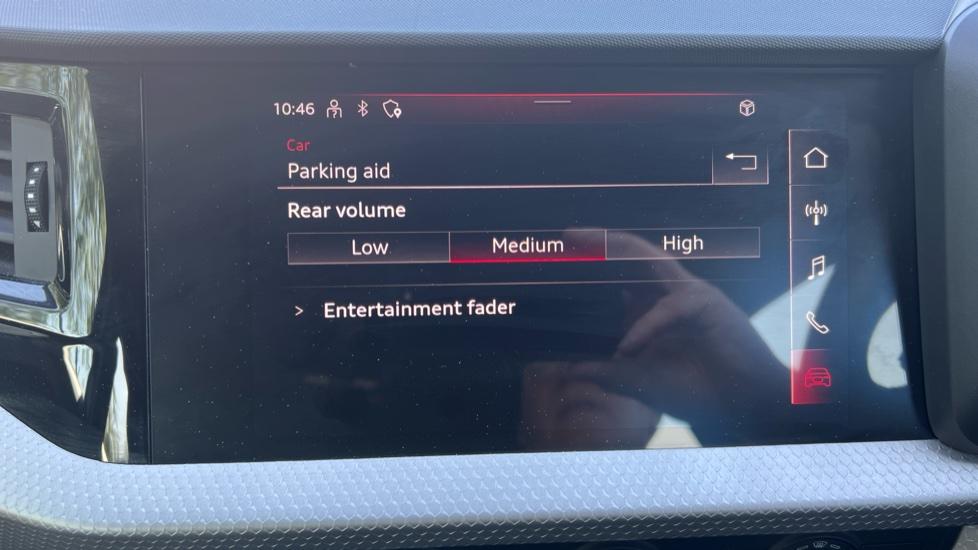 10:46
Car
Parking aid
Rear volume
Low Medium High
> Entertainment fader